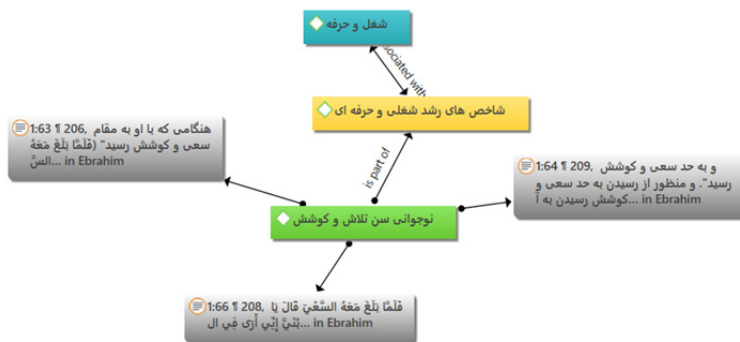 شغل و حرفه
sociated with
شاخص های رشد شغلی و حرفه ای
is part of
1:63 ¶ 206, هنگامی که با او به مقام
سعی و کوشش رسید" (فَلَمَّا بَلَغَ مَعَهُ
السَّ... in Ebrahim
1:64 ¶ 209, و به حد سعی و کوشش
رسید". و منظور از رسیدن به حد سعی و
کوشش رسیدن به آ... in Ebrahim
نوجوانی سن تلاش و کوشش
1:66 ¶ 208, فَلَمَّا بَلَغَ مَعَهُ السَّعْيَ قَالَ يَا
بُنَيَّ إِنِّي أَرَى فِي ال... in Ebrahim